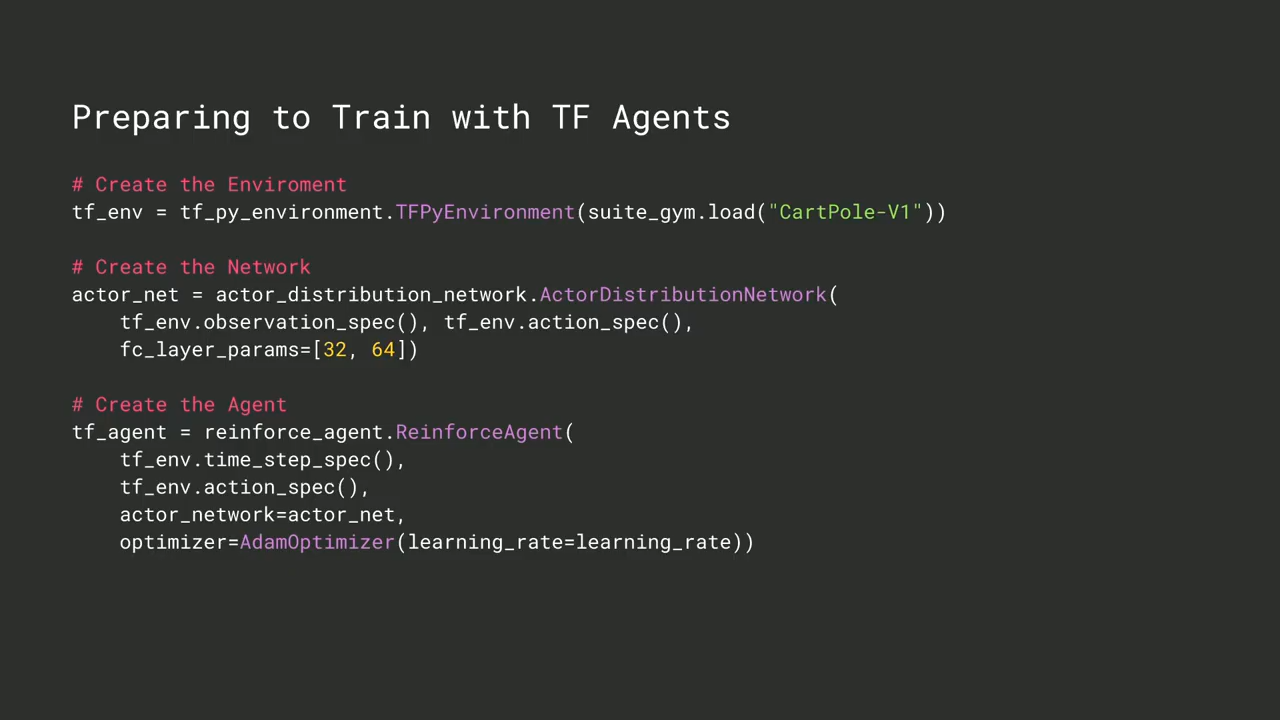 Preparing to Train with TF Agents
# Create the Enviroment
tf_env = tf_py_environment.TFPyEnvironment(suite_gym.load("CartPole-V1"))
# Create the Network
actor_net = actor_distribution_network.ActorDistributionNetwork(
tf_env.observation_spec(), tf_env.action_spec(),
fc_layer_params=[32, 64])
# Create the Agent
tf_agent = reinforce_agent.ReinforceAgent(
tf_env.time_step_spec(),
tf_env.action_spec(),
actor_network=actor_net,
optimizer=AdamOptimizer(learning_rate=learning_rate))